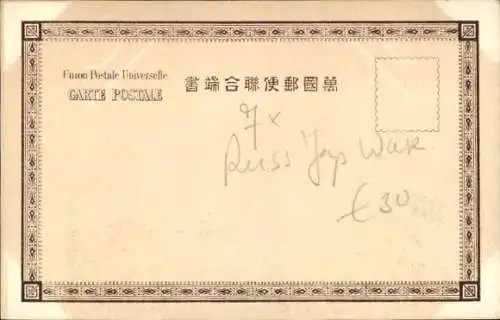 Union Postale Universelle 書端合聯便郵國萬
CARTE POSTALE
7x
Russ Jap War
£30